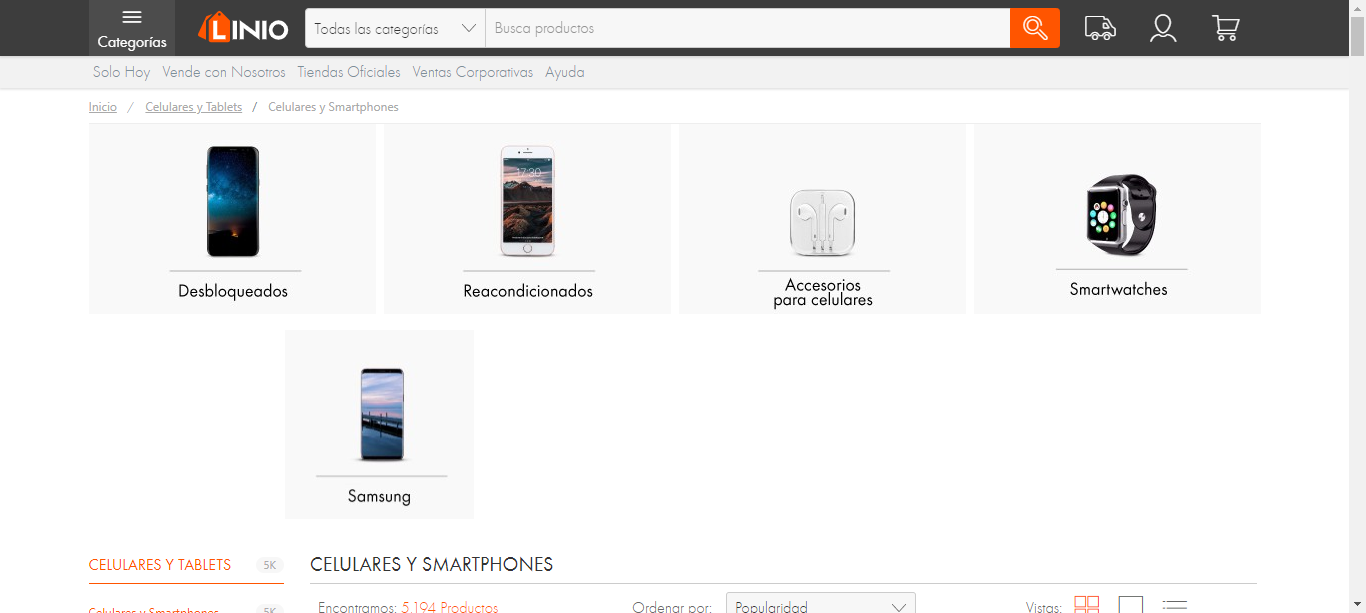 Categorías
LINIO
Todas las categorías
Busca productos
Solo Hoy Vende con Nosotros Tiendas Oficiales Ventas Corporativas Ayuda
Inicio / Celulares y Tablets / Celulares y Smartphones
17:30
Desbloqueados
Reacondicionados
Accesorios
para celulares
Smartwatches
Samsung
CELULARES Y TABLETS 5K
CELULARES Y SMARTPHONES
Celulares y Smartphones 5K
Encontramos: 5.194 Productos
Ordenar por: Popularidad
Vistas: